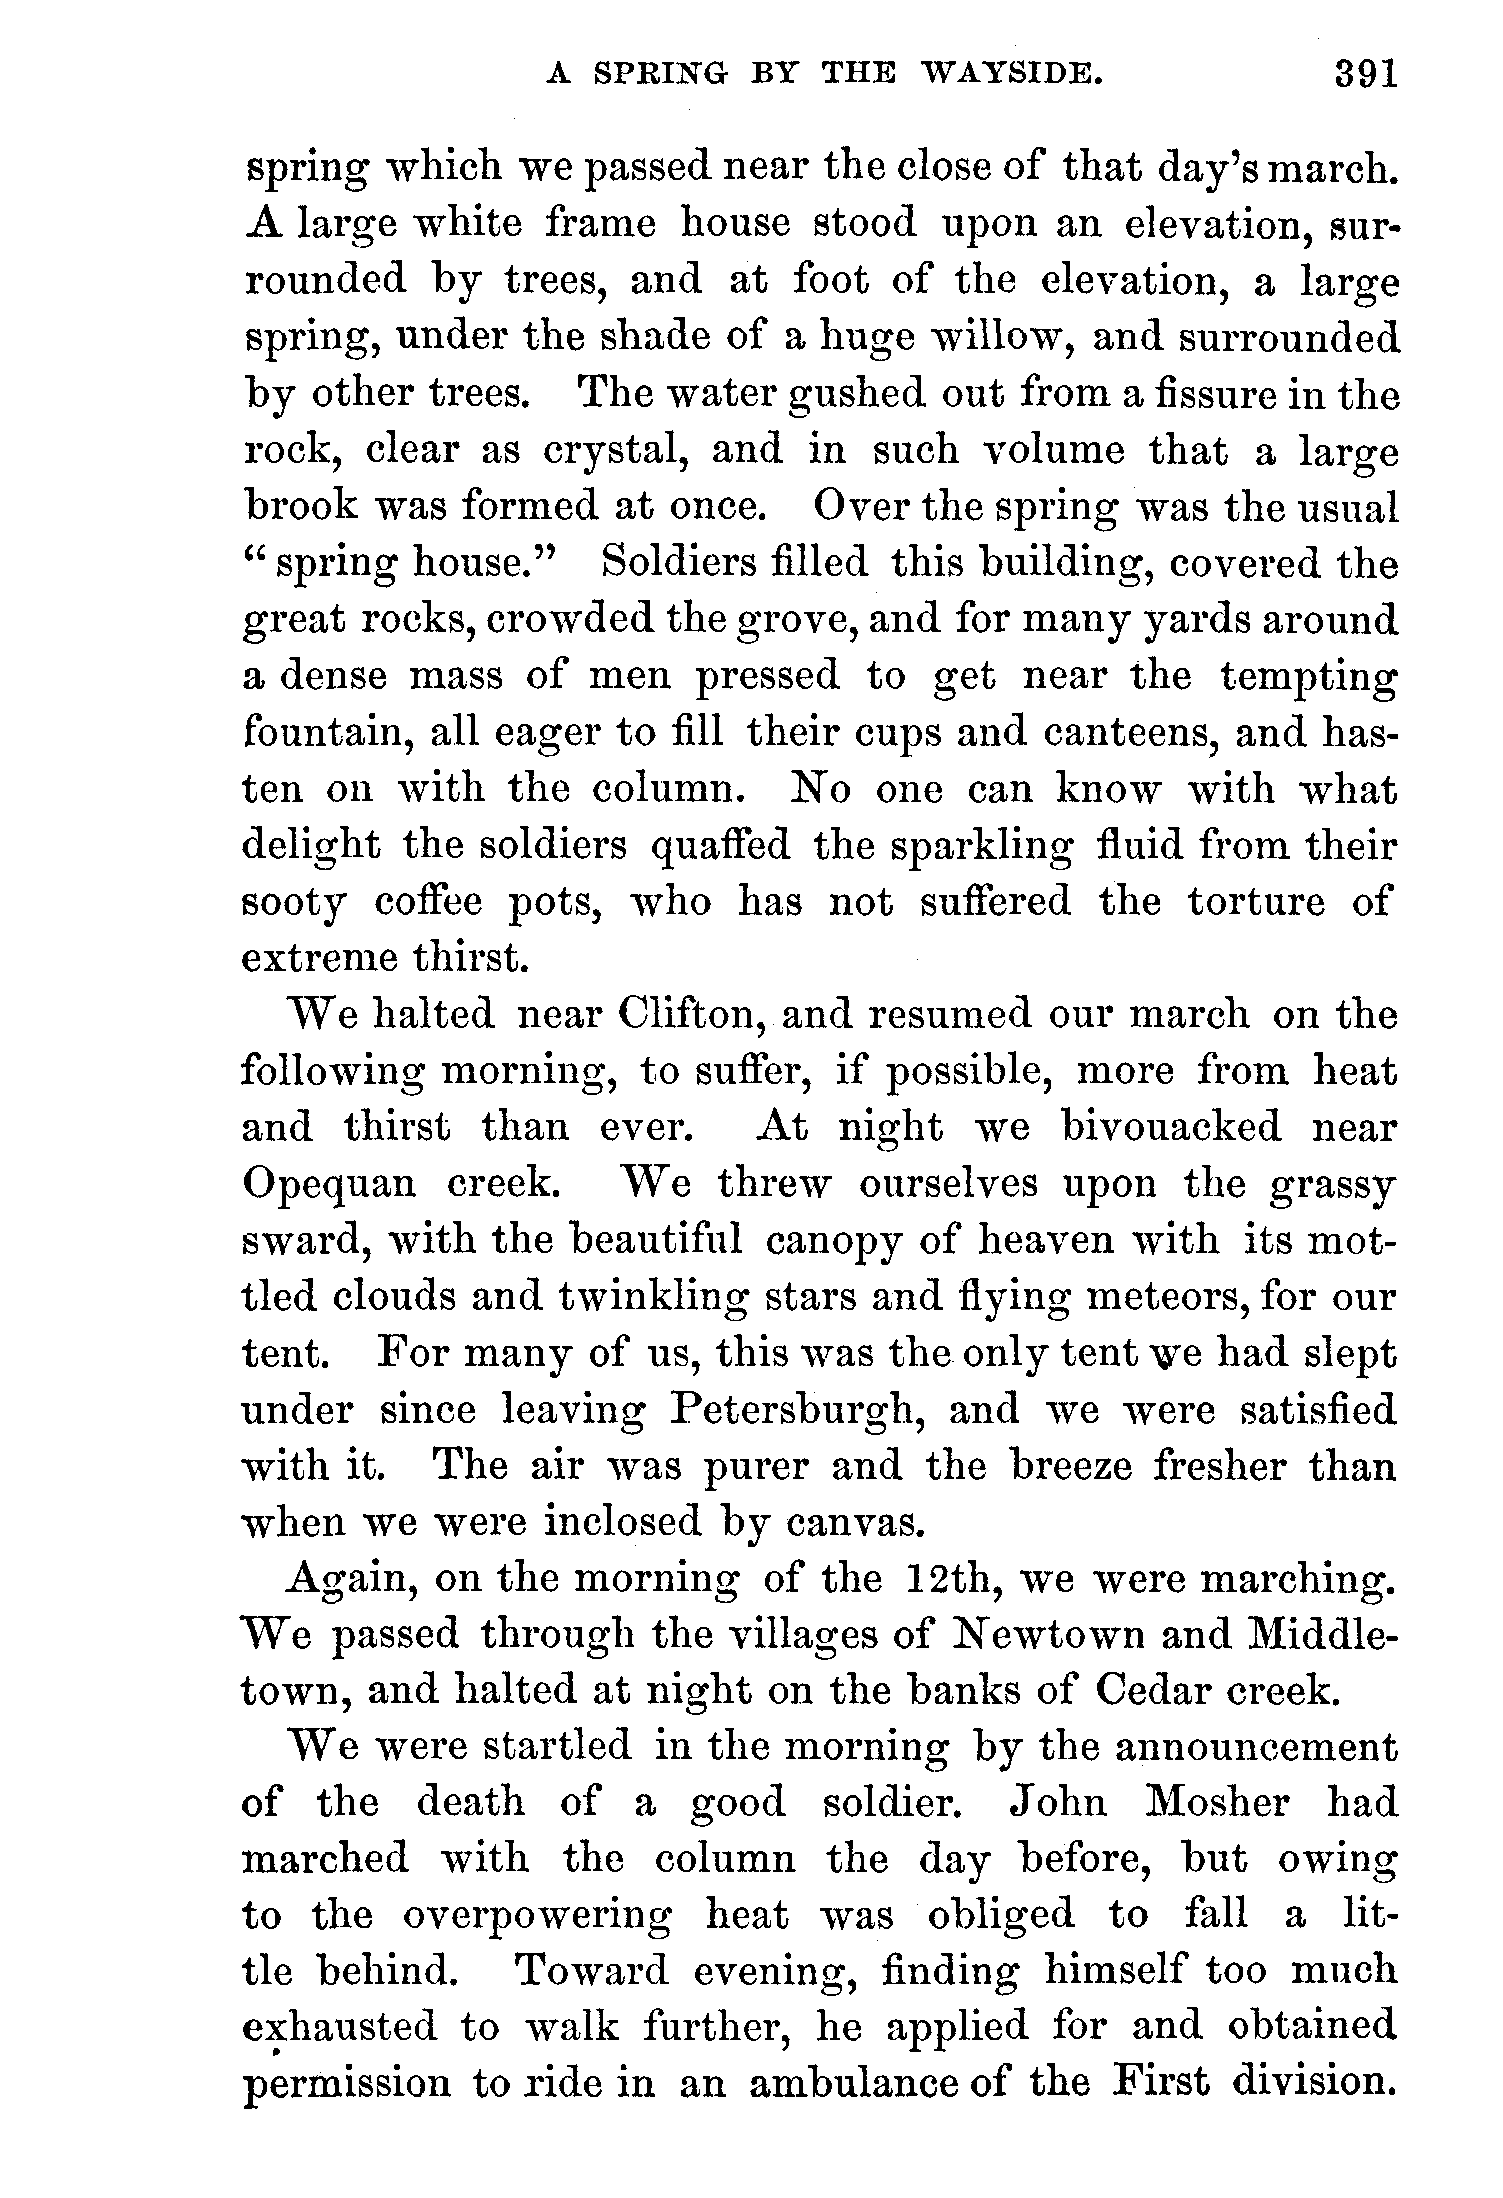 A SPRING BY THE WAYSIDE. 391
spring which we passed near the close of that day's march.
A large white frame house stood upon an elevation, sur-
rounded by trees, and at foot of the elevation, a large
spring, under the shade of a huge willow, and surrounded
by other trees. The water gushed out from a fissure in the
rock, clear as crystal, and in such volume that a large
brook was formed at once. Over the spring was the usual
“spring house.” Soldiers filled this building, covered the
great rocks, crowded the grove, and for many yards around
a dense mass of men pressed to get near the tempting
fountain, all eager to fill their cups and canteens, and has-
ten on with the column. No one can know with what
delight the soldiers quaffed the sparkling fluid from their
sooty coffee pots, who has not suffered the torture of
extreme thirst.
We halted near Clifton, and resumed our march on the
following morning, to suffer, if possible, more from heat
and thirst than ever. At night we bivouacked near
Opequan creek. We threw ourselves upon the grassy
sward, with the beautiful canopy of heaven with its mot-
tled clouds and twinkling stars and flying meteors, for our
tent. For many of us, this was the only tent we had slept
under since leaving Petersburgh, and we were satisfied
with it. The air was purer and the breeze fresher than
when we were inclosed by canvas.
Again, on the morning of the 12th, we were marching.
We passed through the villages of Newtown and Middle-
town, and halted at night on the banks of Cedar creek.
We were startled in the morning by the announcement
of the death of a good soldier. John Mosher had
marched with the column the day before, but owing
to the overpowering heat was obliged to fall a lit-
tle behind. Toward evening, finding himself too much
exhausted to walk further, he applied for and obtained
permission to ride in an ambulance of the First division.